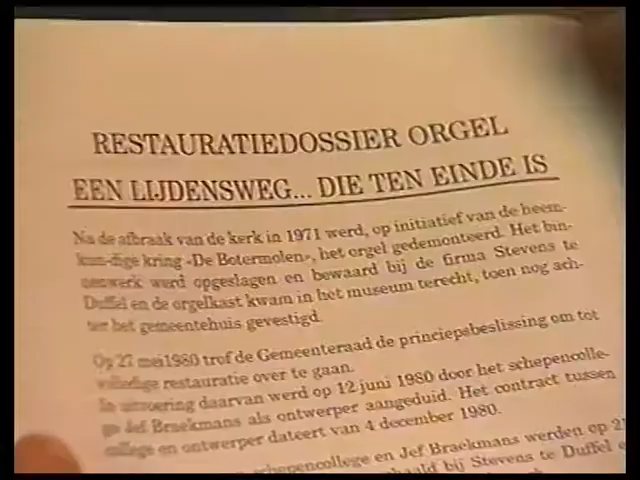 RESTAURATIEDOSSIER ORGEL
EEN LIJDENSWEG... DIE TEN EINDE IS
Na de afbraak van de kerk in 1971 werd, op initiatief van de heem-
kun-dige kring «De Botermolen», het orgel gedemonteerd. Het bin-
nenwerk werd opgeslagen en bewaard bij de firma Stevens te
Duffel en de orgelkast kwam in het museum terecht, toen nog ach-
ter het gemeentehuis gevestigd.
Op 27 mei 1980 trof de Gemeenteraad de principesbeslissing om tot
volledige restauratie over te gaan.
In uitvoering daarvan werd op 12 juni 1980 door het schepencolle-
ge Jef Braekmans als ontwerper aangeduid. Het contract tussen
college en ontwerper dateert van 4 december 1980.
schepencollege en Jef Braekmans werden op
bij Stevens te Duffel